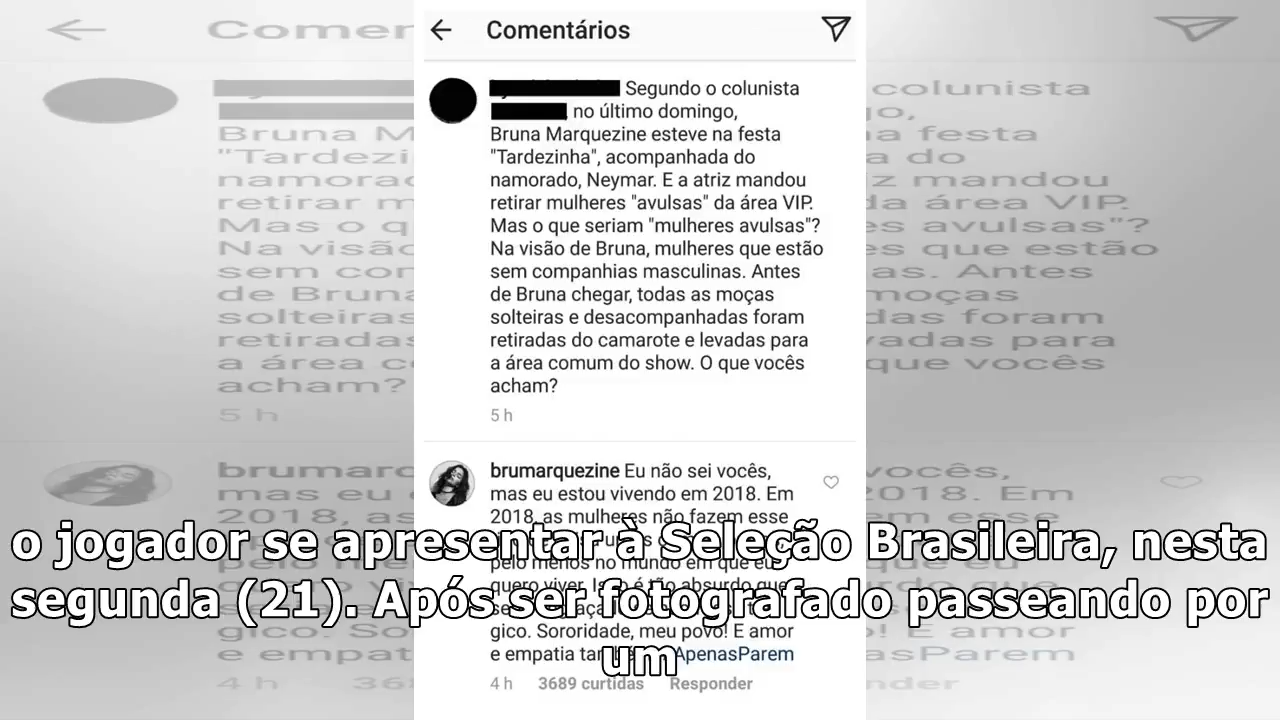 Comentários
Segundo o colunista
, no último domingo,
Bruna Marquezine esteve na festa
"Tardezinha", acompanhada do
namorado, Neymar. E a atriz mandou
retirar mulheres "avulsas" da área VIP.
Mas o que seriam "mulheres avulsas"?
Na visão de Bruna, mulheres que estão
sem companhias masculinas. Antes
de Bruna chegar, todas as moças
solteiras e desacompanhadas foram
retiradas do camarote e levadas para
a área comum do show. O que vocês
acham?
5 h
brumarquezine Eu não sei vocês,
mas eu estou vivendo em 2018. Em
2018, as mulheres não fazem esse
o jogador se apresentar à Seleção Brasileira, nesta
pelo menos no mundo em que eu
quero viver.
segunda (21). Após ser fotografado passeando por
gico. Sororidade, meu povo! E amor
e empatia ApenasParem
um
4 h 3689 curtidas Responder